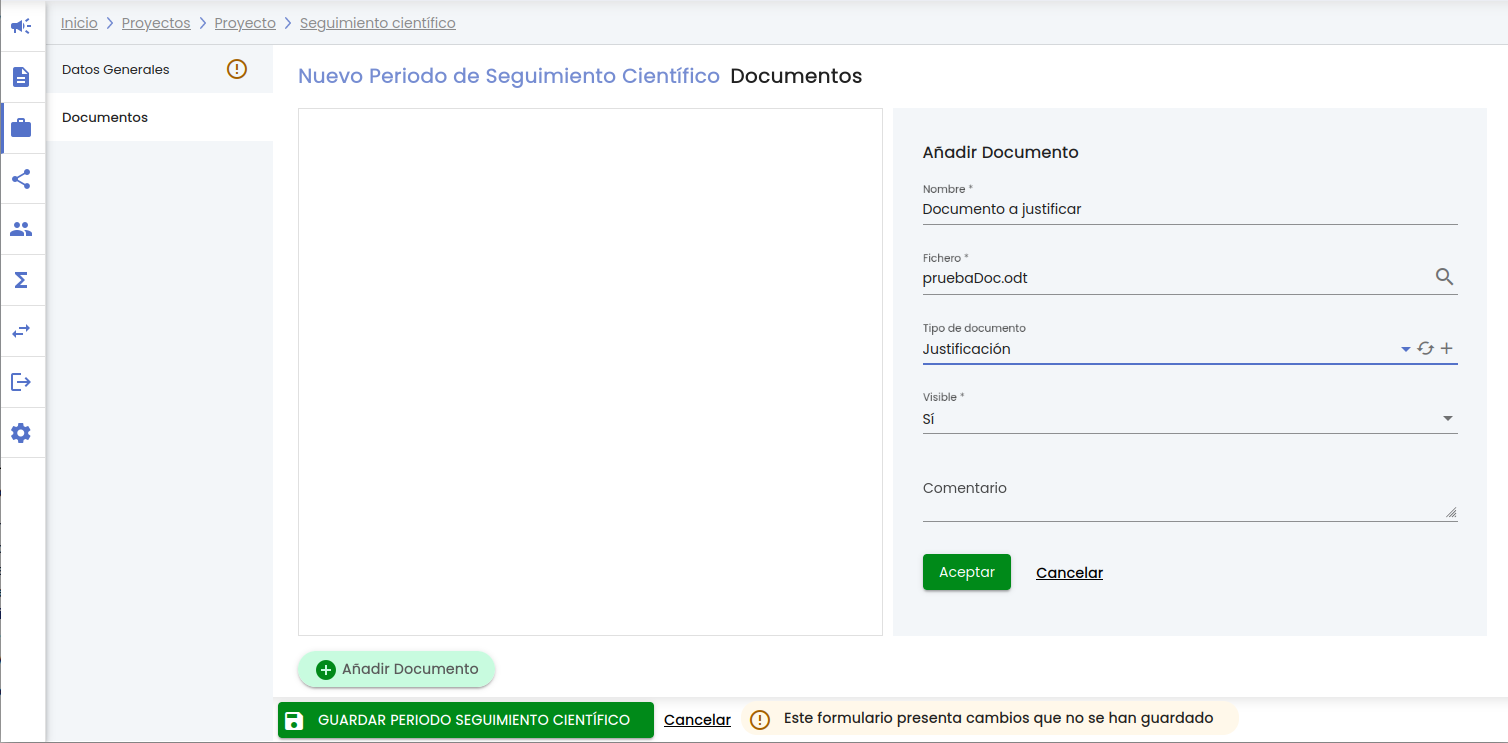 Inicio > Proyectos > Proyecto > Seguimiento científico
Datos Generales
Documentos
Nuevo Periodo de Seguimiento Científico Documentos
Añadir Documento
Nombre *
Documento a justificar
Fichero *
pruebaDoc.odt
Tipo de documento
Justificación
Visible *
Sí
Comentario
Aceptar Cancelar
Añadir Documento
GUARDAR PERIODO SEGUIMIENTO CIENTÍFICO Cancelar Este formulario presenta cambios que no se han guardado